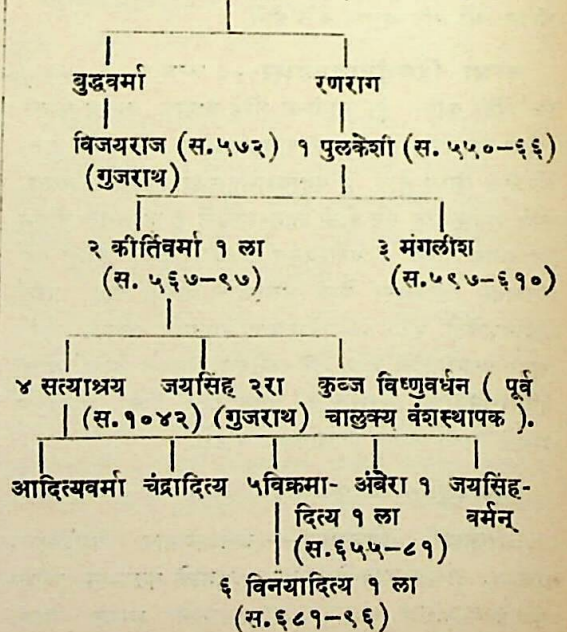 बुद्धवर्मा रणराग
विजयराज (स.५७२) १ पुलकेशी (स. ५५०–६६)
(गुजराथ)
२ कीर्तिवर्मा १ ला ३ मंगलीश
(स. ५६७–९७) (स.५९७–६१०)
४ सत्याश्रय जयसिंह २रा कुब्ज विष्णुवर्धन ( पूर्व
(स.१०४२) (गुजराथ) चालुक्य वंशस्थापक ).
आदित्यवर्मा चंद्रादित्य ५विक्रमा- अंबेरा १ जयसिंह-
दित्य १ ला वर्मन्
(स.६५५–८१)
६ विनयादित्य १ ला
(स.६८१–९६)